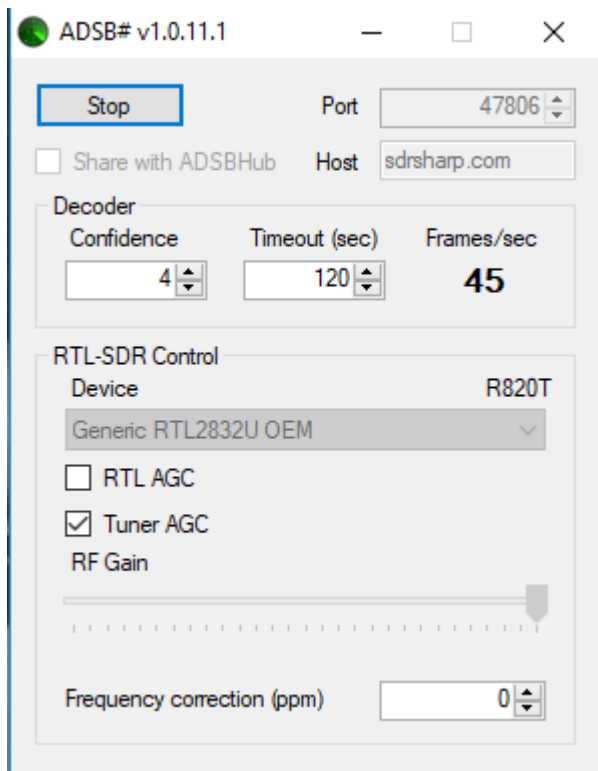 ADSB# v1.0.11.1
Stop Port 47806
Share with ADSBHub Host sdrsharp.com
Decoder
Confidence Timeout (sec) Frames/sec
4 120 45
RTL-SDR Control
Device R820T
Generic RTL2832U OEM
RTL AGC
Tuner AGC
RF Gain
Frequency correction (ppm) 0